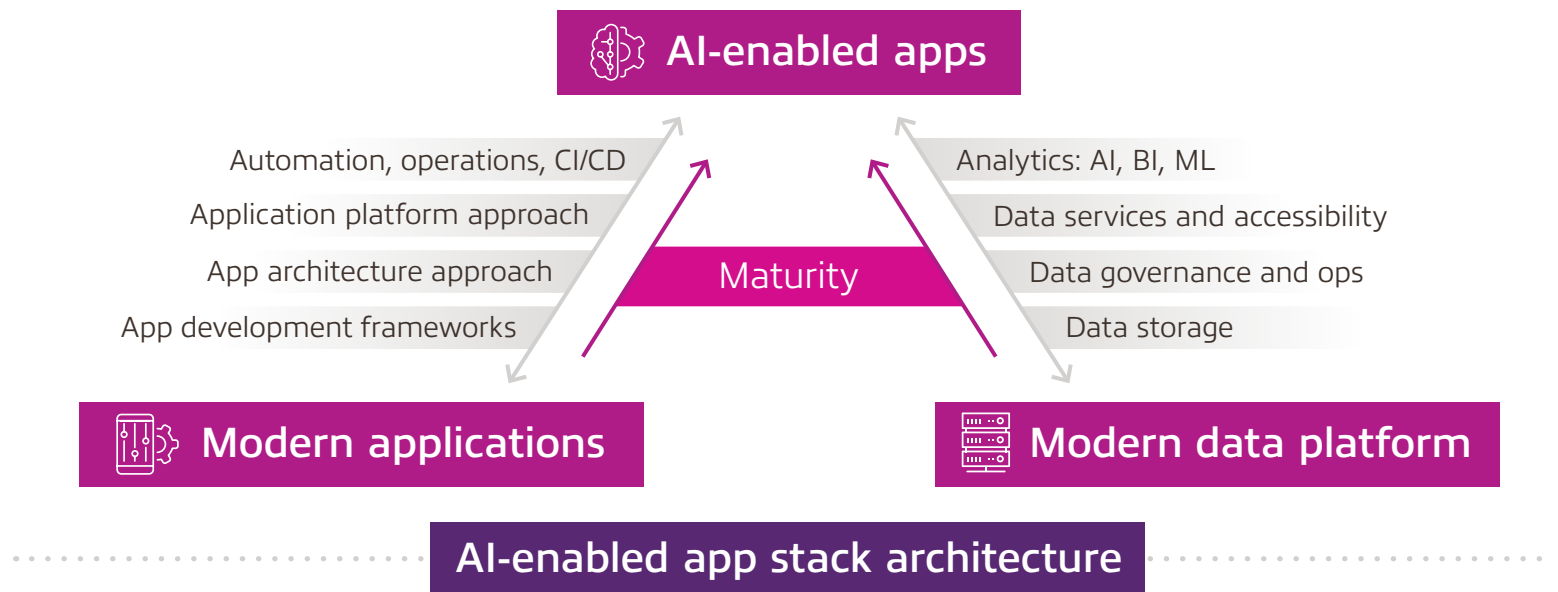 AI-enabled apps
Automation, operations, CI/CD
Application platform approach
App architecture approach
App development frameworks
Maturity
Analytics: AI, BI, ML
Data services and accessibility
Data governance and ops
Data storage
Modern applications
Modern data platform
AI-enabled app stack architecture